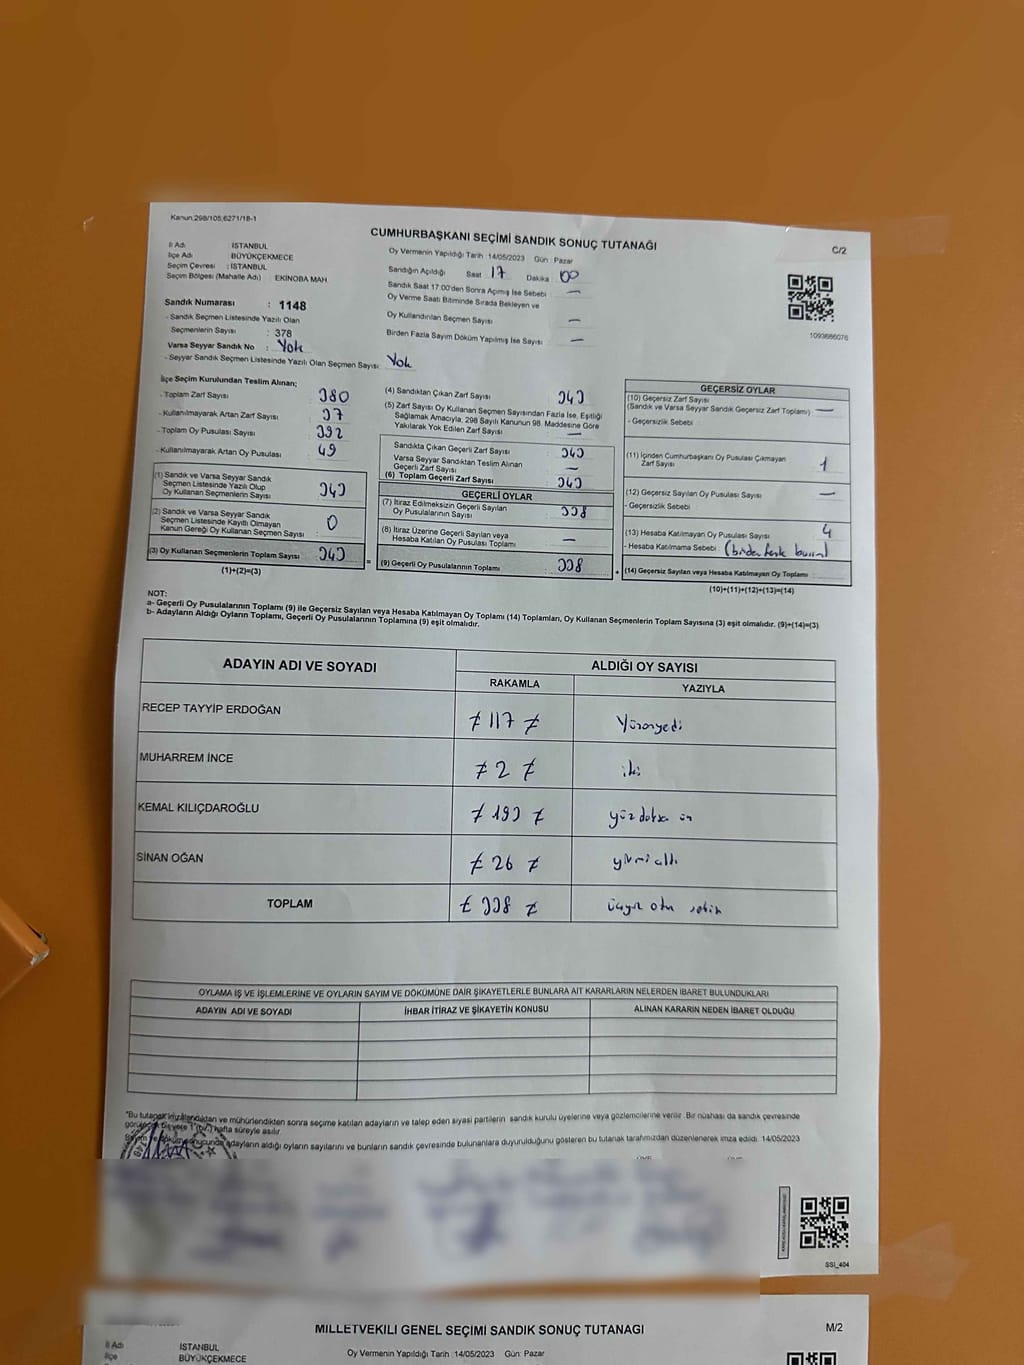 Kanun:298/105;6271/18-1
CUMHURBAŞKANI SEÇİMİ SANDIK SONUÇ TUTANAĞI
C/2
İl Adı : İSTANBUL
İlçe Adı : BÜYÜKÇEKMECE
Seçim Çevresi : İSTANBUL
Seçim Bölgesi (Mahalle Adı) : EKİNOBA MAH
Sandık Numarası : 1148
- Sandık Seçmen Listesinde Yazılı Olan
Seçmenlerin Sayısı : 378
Varsa Seyyar Sandık No : Yok
- Seyyar Sandık Seçmen Listesinde Yazılı Olan Seçmen Sayısı: Yok
Oy Vermenin Yapıldığı Tarih :14/05/2023 Gün : Pazar
Sandığın Açıldığı Saat 17 Dakika 00
Sandık Saat 17.00'den Sonra Açımış İse Sebebi —
Oy Verme Saati Bitiminde Sırada Bekleyen ve
Oy Kullandırılan Seçmen Sayısı —
Birden Fazla Sayım Döküm Yapılmış İse Sayısı —
1093686076
İlçe Seçim Kurulundan Teslim Alınan;
- Toplam Zarf Sayısı : 380
- Kullanılmayarak Artan Zarf Sayısı : 37
- Toplam Oy Pusulası Sayısı : 392
- Kullanılmayarak Artan Oy Pusulası : 49
(1) Sandık ve Varsa Seyyar Sandık
Seçmen Listesinde Yazılı Olup
Oy Kullanan Seçmenlerin Sayısı : 343
(2) Sandık ve Varsa Seyyar Sandık
Seçmen Listesinde Kayıtlı Olmayan
Kanun Gereği Oy Kullanan Seçmen Sayısı : 0
(3) Oy Kullanan Seçmenlerin Toplam Sayısı : 343
(1)+(2)=(3)
(4) Sandıktan Çıkan Zarf Sayısı : 343
(5) Zarf Sayısı Oy Kullanan Seçmen Sayısından Fazla İse, Eşitliği
Sağlamak Amacıyla, 298 Sayılı Kanunun 98. Maddesine Göre
Yakılarak Yok Edilen Zarf Sayısı : —
Sandıkta Çıkan Geçerli Zarf Sayısı : 343
Varsa Seyyar Sandıktan Teslim Alınan
Geçerli Zarf Sayısı : —
(6) Toplam Geçerli Zarf Sayısı : 343
GEÇERLİ OYLAR
(7) İtiraz Edilmeksizin Geçerli Sayılan
Oy Pusulalarının Sayısı : 338
(8) İtiraz Üzerine Geçerli Sayılan veya
Hesaba Katılan Oy Pusulası Toplamı : —
(9) Geçerli Oy Pusulalarının Toplamı : 338
GEÇERSİZ OYLAR
(10) Geçersiz Zarf Sayısı
(Sandık ve Varsa Seyyar Sandık Geçersiz Zarf Toplamı) : —
- Geçersizlik Sebebi
(11) İçinden Cumhurbaşkanı Oy Pusulası Çıkmayan
Zarf Sayısı : 1
(12) Geçersiz Sayılan Oy Pusulası Sayısı : —
- Geçersizlik Sebebi
(13) Hesaba Katılmayan Oy Pusulası Sayısı : 4
- Hesaba Katılmama Sebebi :
(14) Geçersiz Sayılan veya Hesaba Katılmayan Oy Toplamı :
(10)+(11)+(12)+(13)=(14)
NOT:
a- Geçerli Oy Pusulalarının Toplamı (9) ile Geçersiz Sayılan veya Hesaba Katılmayan Oy Toplamı (14) Toplamları, Oy Kullanan Seçmenlerin Toplam Sayısına (3) eşit olmalıdır. (9)+(14)=(3)
b- Adayların Aldığı Oyların Toplamı, Geçerli Oy Pusulalarının Toplamına (9) eşit olmalıdır.
ADAYIN ADI VE SOYADI ALDIĞI OY SAYISI
RAKAMLA YAZIYLA
RECEP TAYYİP ERDOĞAN ≠ 117 ≠ Yüzonyedi
MUHARREM İNCE ≠ 2 ≠ iki
KEMAL KILIÇDAROĞLU ≠ 193 ≠ yüzdoksan üç
SİNAN OĞAN ≠ 26 ≠ yirmialtı
TOPLAM ≠ 338 ≠ üçyüz otuz sekiz
OYLAMA İŞ VE İŞLEMLERİNE VE OYLARIN SAYIM VE DÖKÜMÜNE DAİR ŞİKAYETLERLE BUNLARA AİT KARARLARIN NELERDEN İBARET BULUNDUKLARI
ADAYIN ADI VE SOYADI İHBAR İTİRAZ VE ŞİKAYETİN KONUSU ALINAN KARARIN NEDEN İBARET OLDUĞU
"Bu tutanak imzalandıktan ve mühürlendikten sonra seçime katılan adayların ve talep eden siyasi partilerin sandık kurulu üyelerine veya gözlemcilerine verilir. Bir nüshası da sandık çevresinde
görülecek bir yere 1 (bir) hafta süreyle asılır.
Sayım ve döküm sonucunda adayların aldığı oyların sayılarını ve bunların sandık çevresinde bulunanlara duyurulduğunu gösteren bu tutanak tarafımızdan düzenlenerek imza edildi. 14/05/2023
SSI_404
MİLLETVEKİLİ GENEL SEÇİMİ SANDIK SONUÇ TUTANAGI
M/2
İl Adı İSTANBUL
İlçe BÜYÜKÇEKMECE
Oy Vermenin Yapıldığı Tarih :14/05/2023 Gün: Pazar